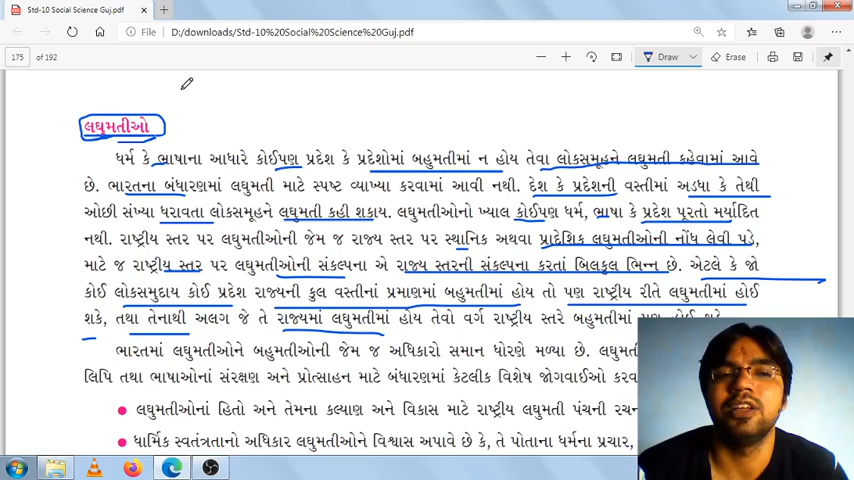 Std-10 Social Science Guj.pdf
File D:/downloads/Std-10%20Social%20Science%20Guj.pdf
175 of 192 Draw Erase
લઘુમતીઓ
ધર્મ કે ભાષાના આધારે કોઈપણ પ્રદેશ કે પ્રદેશોમાં બહુમતીમાં ન હોય તેવા લોકસમૂહને લઘુમતી કહેવામાં આવે
છે. ભારતના બંધારણમાં લઘુમતી માટે સ્પષ્ટ વ્યાખ્યા કરવામાં આવી નથી. દેશ કે પ્રદેશની વસ્તીમાં અડધા કે તેથી
ઓછી સંખ્યા ધરાવતા લોકસમૂહને લઘુમતી કહી શકાય. લઘુમતીઓનો ખ્યાલ કોઈપણ ધર્મ, ભાષા કે પ્રદેશ પૂરતો મર્યાદિત
નથી. રાષ્ટ્રીય સ્તર પર લઘુમતીઓની જેમ જ રાજ્ય સ્તર પર સ્થાનિક અથવા પ્રાદેશિક લઘુમતીઓની નોંધ લેવી પડે,
માટે જ રાષ્ટ્રીય સ્તર પર લઘુમતીઓની સંકલ્પના એ રાજ્ય સ્તરની સંકલ્પના કરતાં બિલકુલ ભિન્ન છે. એટલે કે જો
કોઈ લોકસમુદાય કોઈ પ્રદેશ રાજ્યની કુલ વસ્તીનાં પ્રમાણમાં બહુમતીમાં હોય તો પણ રાષ્ટ્રીય રીતે લઘુમતીમાં હોઈ
શકે, તથા તેનાથી અલગ જે તે રાજ્યમાં લઘુમતીમાં હોય તેવો વર્ગ રાષ્ટ્રીય સ્તરે બહુમતીમાં
ભારતમાં લઘુમતીઓને બહુમતીઓની જેમ જ અધિકારો સમાન ધોરણે મળ્યા છે.
લિપિ તથા ભાષાઓનાં સંરક્ષણ અને પ્રોત્સાહન માટે બંધારણમાં કેટલીક વિશેષ જોગવાઈઓ
• લઘુમતીઓનાં હિતો અને તેમના કલ્યાણ અને વિકાસ માટે રાષ્ટ્રીય લઘુમતી પંચની
• ધાર્મિક સ્વતંત્રતાનો અધિકાર લઘુમતીઓને વિશ્વાસ અપાવે છે કે, તે પોતાના ધર્મના પ્રચાર,